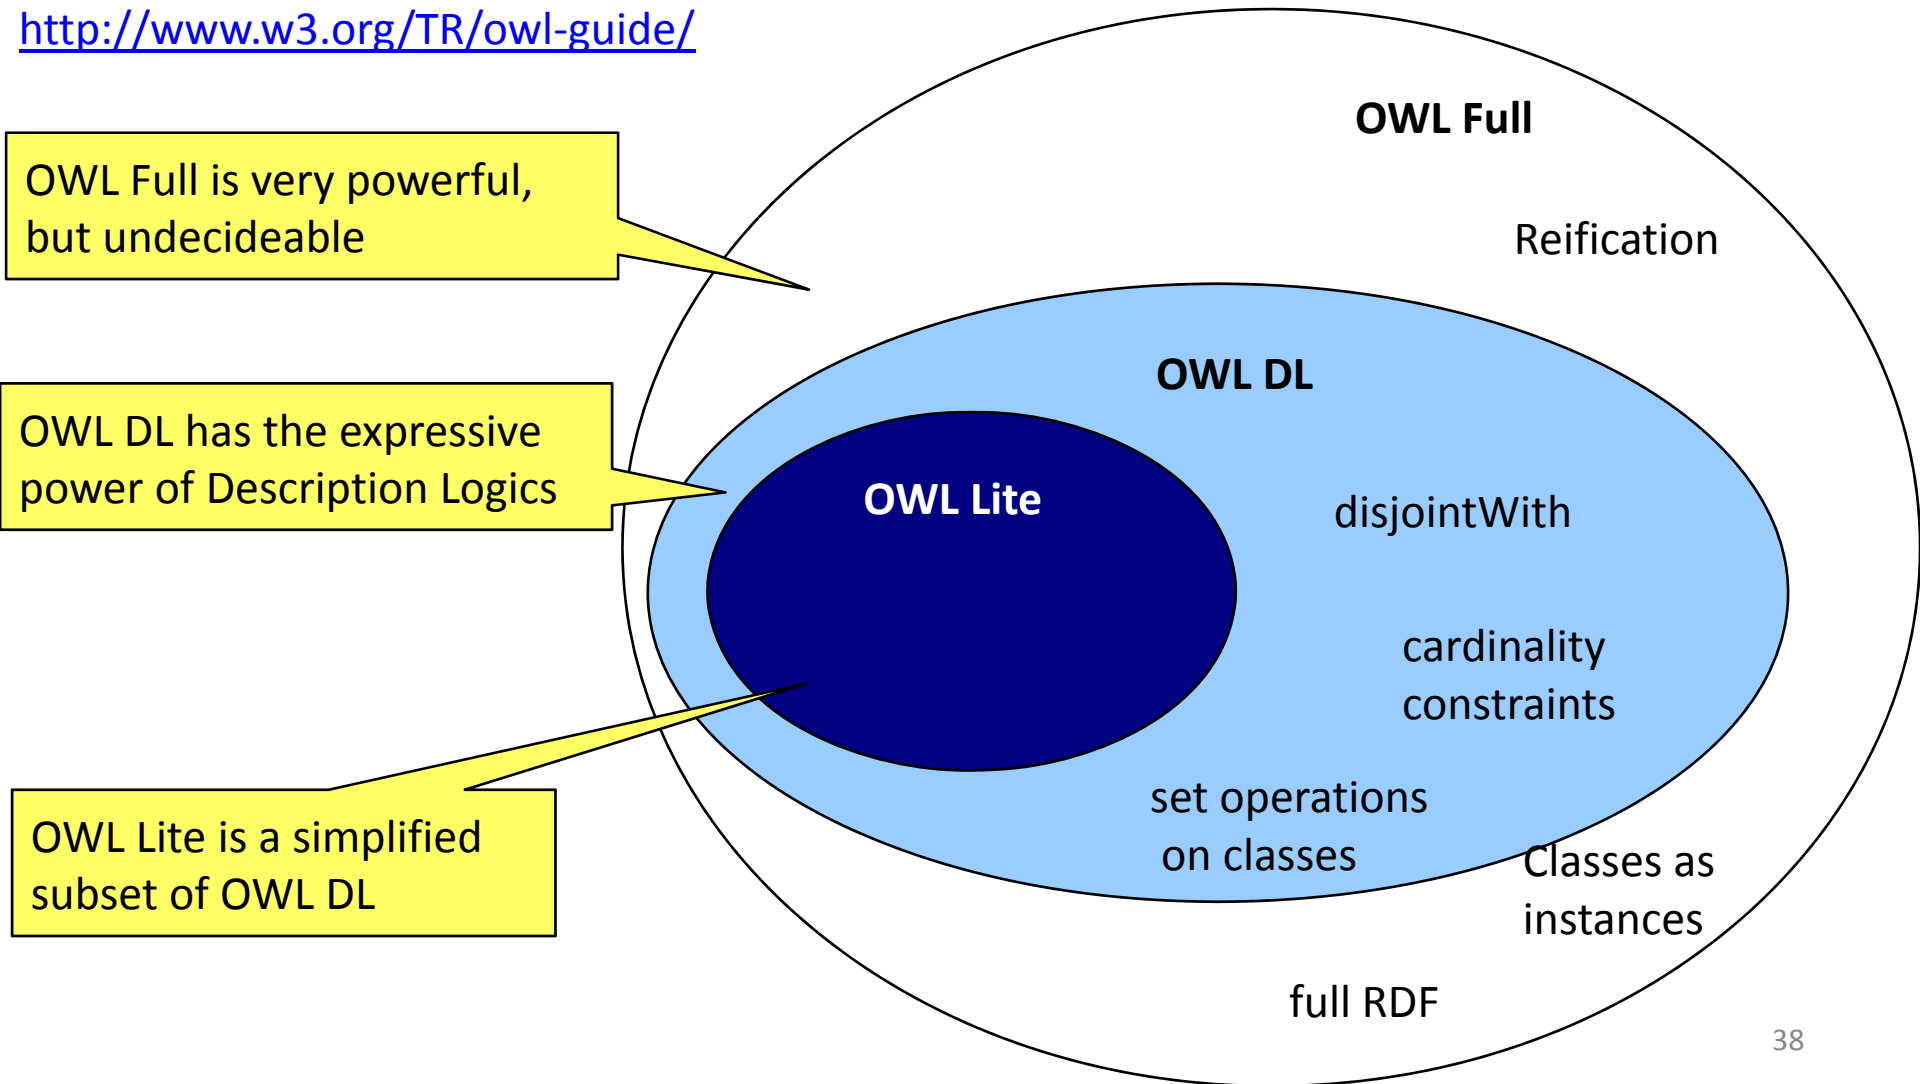 http://www.w3.org/TR/owl-guide/
OWL Full
OWL Full is very powerful,
but undecideable
Reification
OWL DL
OWL DL has the expressive
power of Description Logics
OWL Lite
disjointWith
cardinality
constraints
set operations
on classes
OWL Lite is a simplified
subset of OWL DL
Classes as
instances
full RDF
38